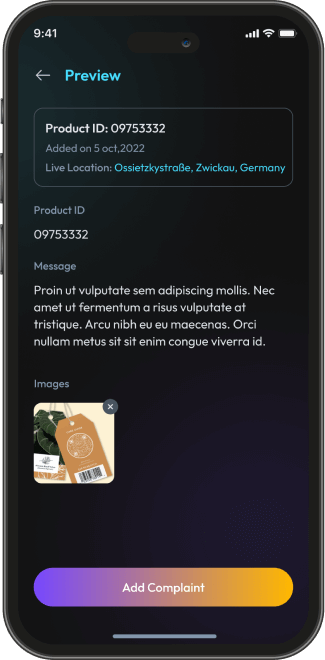 9:41
Preview
Product ID: 09753332
Added on 5 oct,2022
Live Location: Ossietzkystraße, Zwickau, Germany
Product ID
09753332
Message
Proin ut vulputate sem adipiscing mollis. Nec
amet ut fermentum a risus vulputate at
tristique. Arcu nibh eu eu maecenas. Orci
nullam metus sit sit enim congue viverra id.
Images
Add Complaint